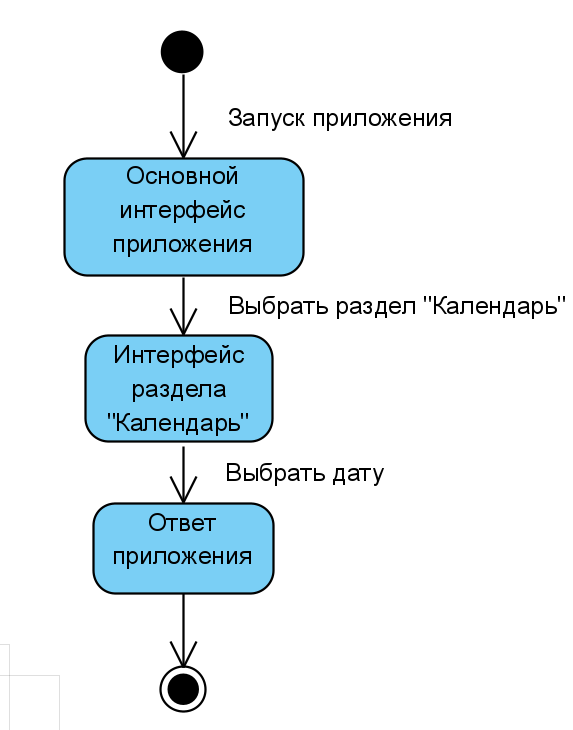 Запуск приложения
Основной
интерфейс
приложения
Выбрать раздел "Календарь"
Интерфейс
раздела
"Календарь"
Выбрать дату
Ответ
приложения